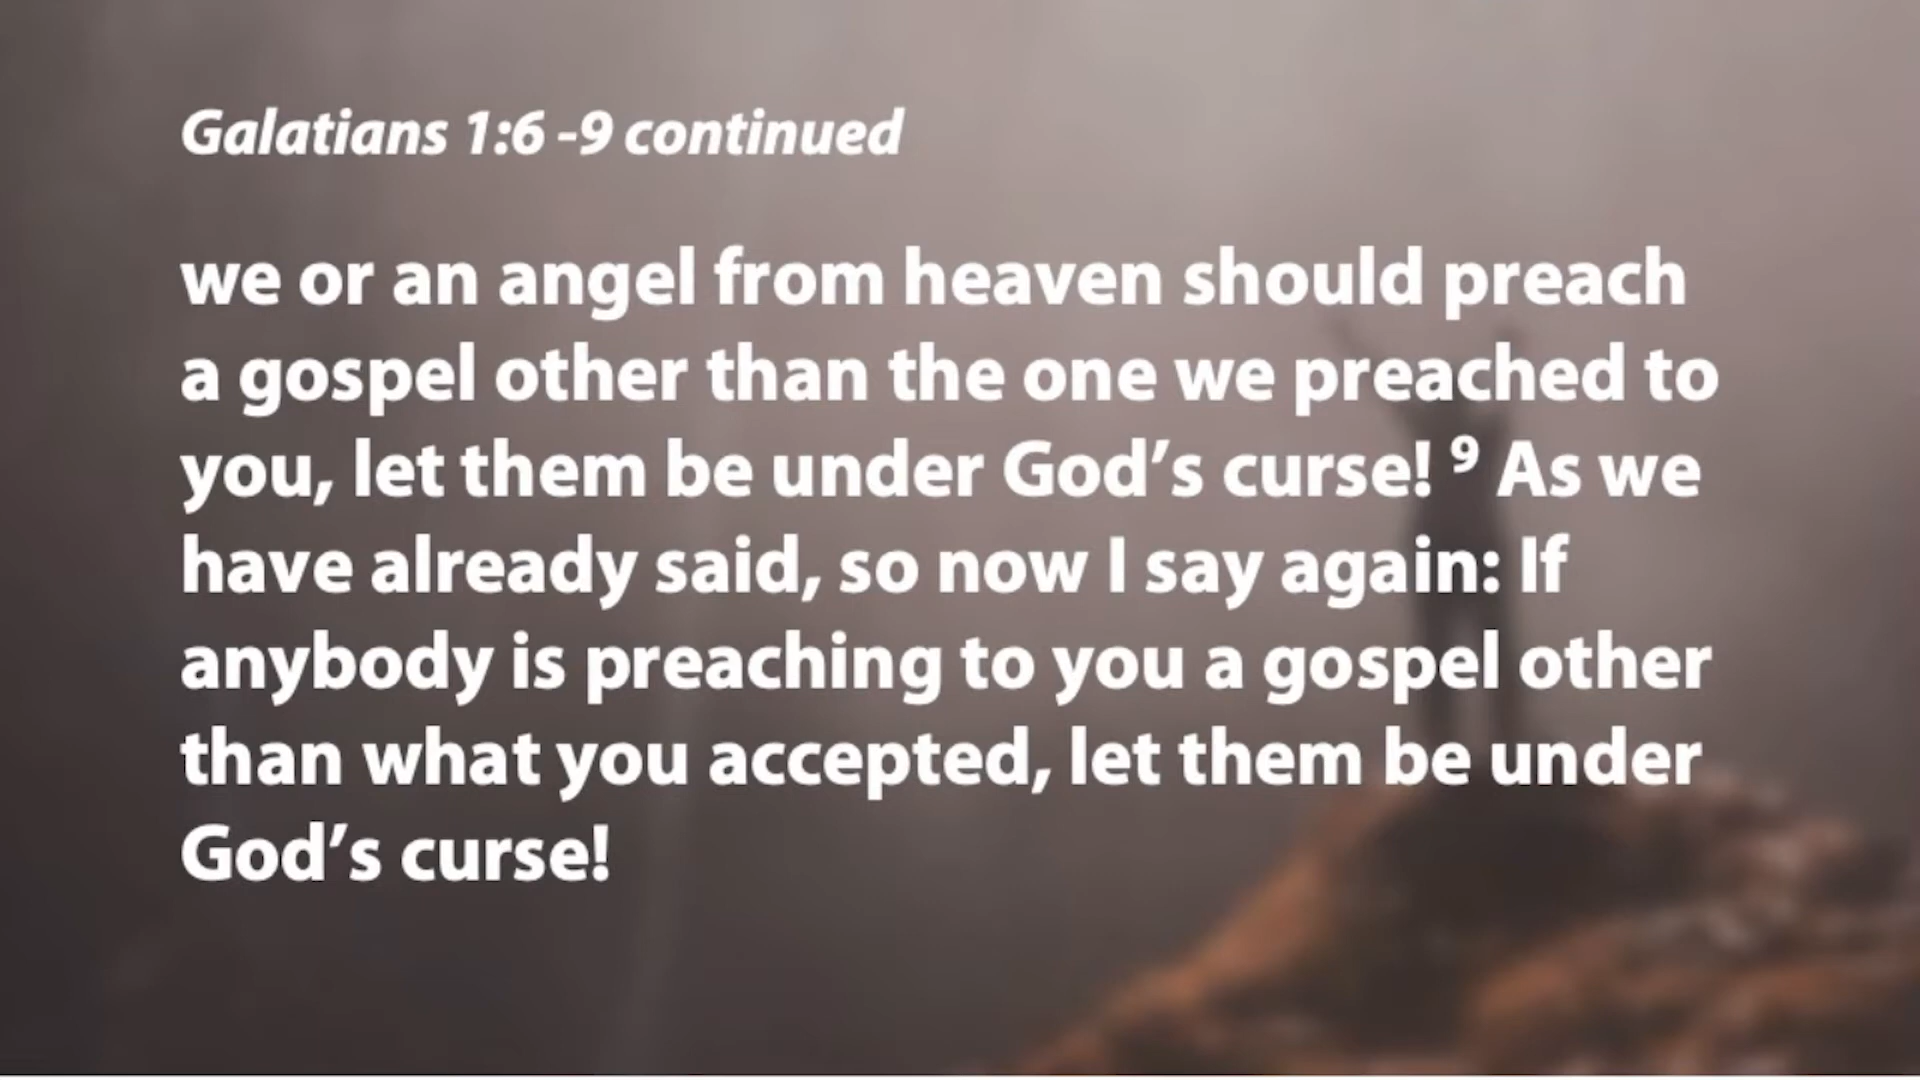 Galatians 1:6 -9 continued
we or an angel from heaven should preach
a gospel other than the one we preached to
you, let them be under God’s curse! ⁹ As we
have already said, so now I say again: If
anybody is preaching to you a gospel other
than what you accepted, let them be under
God’s curse!